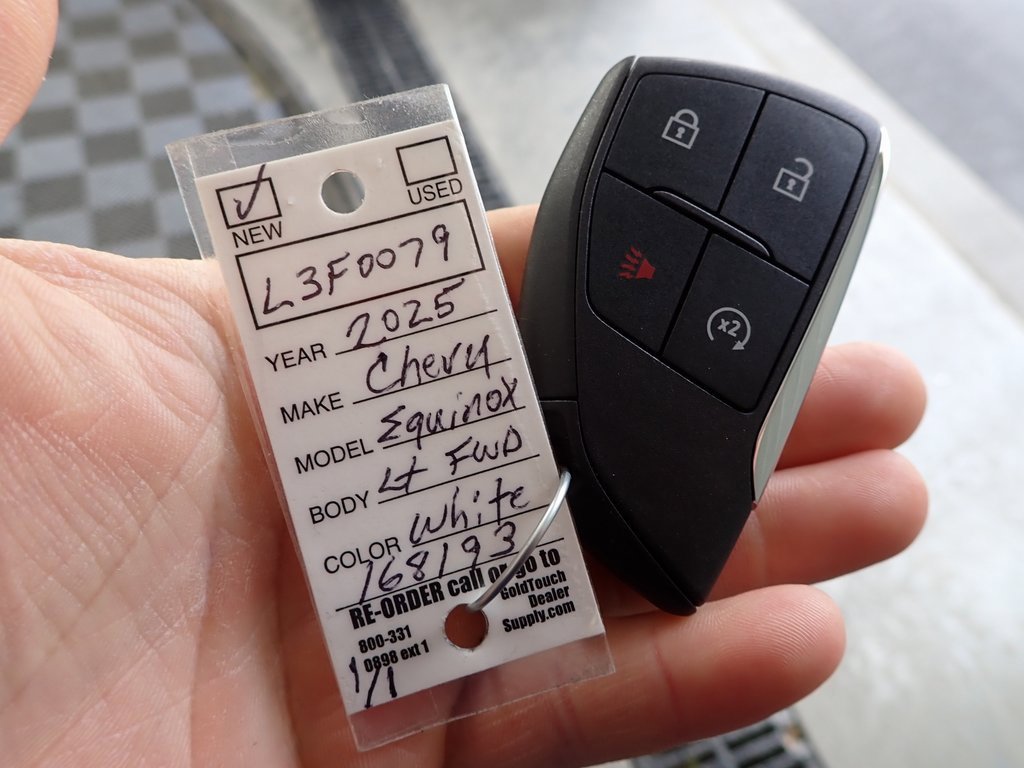 NEW
USED
L3F0079
YEAR 2025
MAKE Chevy
MODEL Equinox
BODY Lt FWD
COLOR White
168193
RE-ORDER call or go to
800-331
0898 ext 1
GoldTouch
Dealer
Supply.com
1/1
x2